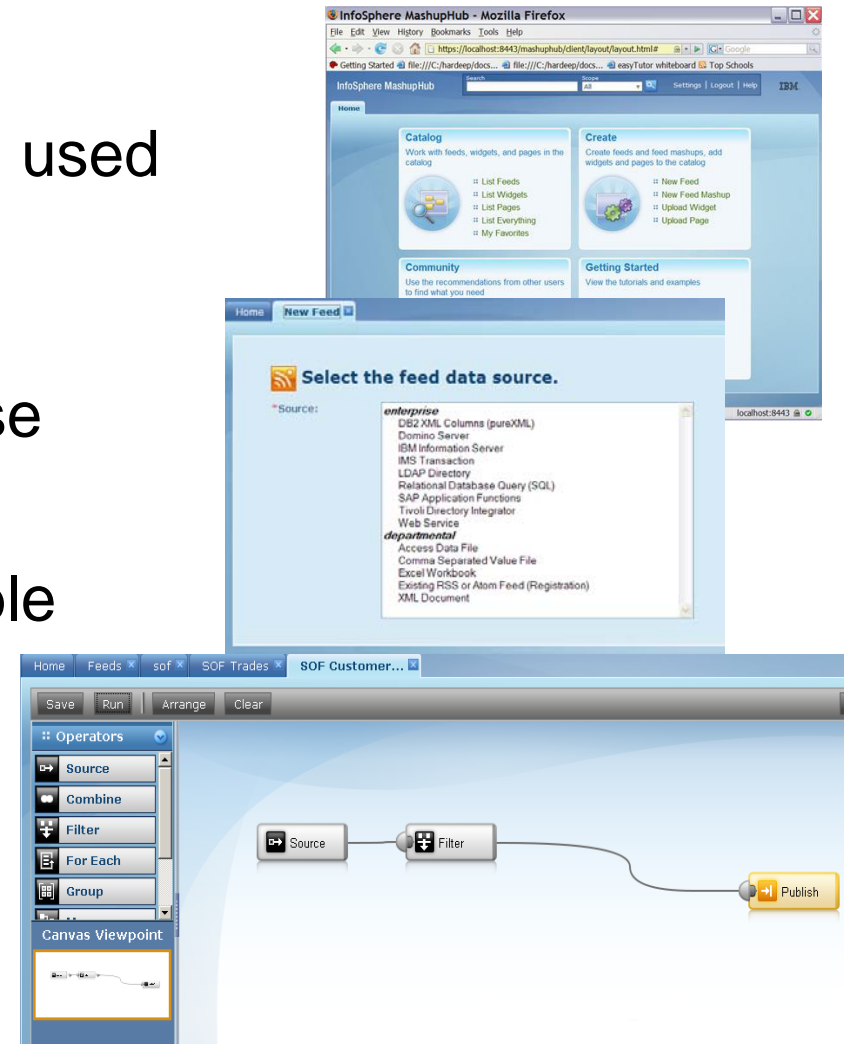 used
se
ple
InfoSphere MashupHub - Mozilla Firefox
File Edit View History Bookmarks Tools Help
https://localhost:8443/mashuphub/client/layout/layout.html#
Google
Getting Started file:///C:/hardeep/docs... file:///C:/hardeep/docs... easyTutor whiteboard Top Schools
InfoSphere MashupHub
Search
Scope
All
Settings | Logout | Help
IBM
Home
Catalog
Work with feeds, widgets, and pages in the
catalog
List Feeds
List Widgets
List Pages
List Everything
My Favorites
Create
Create feeds and feed mashups, add
widgets and pages to the catalog
New Feed
New Feed Mashup
Upload Widget
Upload Page
Community
Use the recommendations from other users
to find what you need
Getting Started
View the tutorials and examples
localhost:8443
Home New Feed
Select the feed data source.
*Source:
enterprise
DB2 XML Columns (pureXML)
Domino Server
IBM Information Server
IMS Transaction
LDAP Directory
Relational Database Query (SQL)
SAP Application Functions
Tivoli Directory Integrator
Web Service
departmental
Access Data File
Comma Separated Value File
Excel Workbook
Existing RSS or Atom Feed (Registration)
XML Document
Home Feeds sof SOF Trades SOF Customer...
Save Run Arrange Clear
Operators
Source
Combine
Filter
For Each
Group
Canvas Viewpoint
Source
Filter
Publish